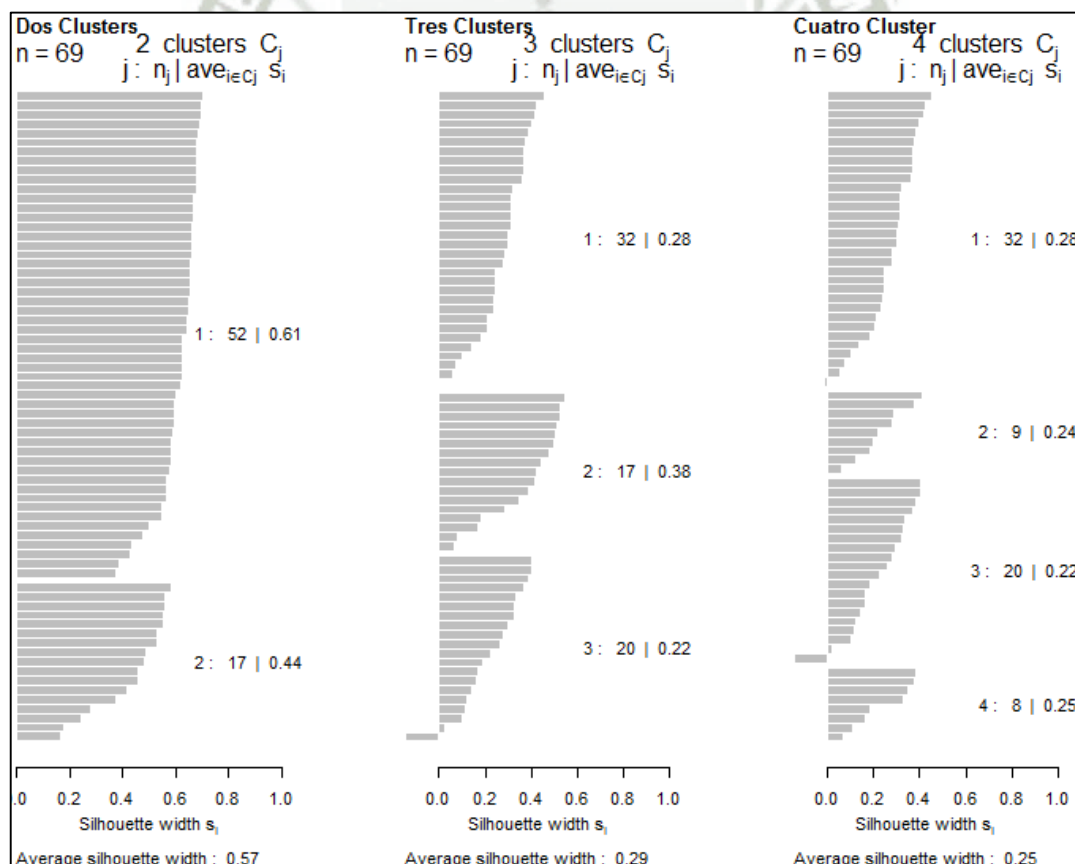 Dos Clusters
n = 69
2 clusters Cj
j : nj | avei∈Cj si
1 : 52 | 0.61
2 : 17 | 0.44
0.0 0.2 0.4 0.6 0.8 1.0
Silhouette width si
Average silhouette width : 0.57
Tres Clusters
n = 69
3 clusters Cj
j : nj | avei∈Cj si
1 : 32 | 0.28
2 : 17 | 0.38
3 : 20 | 0.22
0.0 0.2 0.4 0.6 0.8 1.0
Silhouette width si
Average silhouette width : 0.29
Cuatro Cluster
n = 69
4 clusters Cj
j : nj | avei∈Cj si
1 : 32 | 0.28
2 : 9 | 0.24
3 : 20 | 0.22
4 : 8 | 0.25
0.0 0.2 0.4 0.6 0.8 1.0
Silhouette width si
Average silhouette width : 0.25